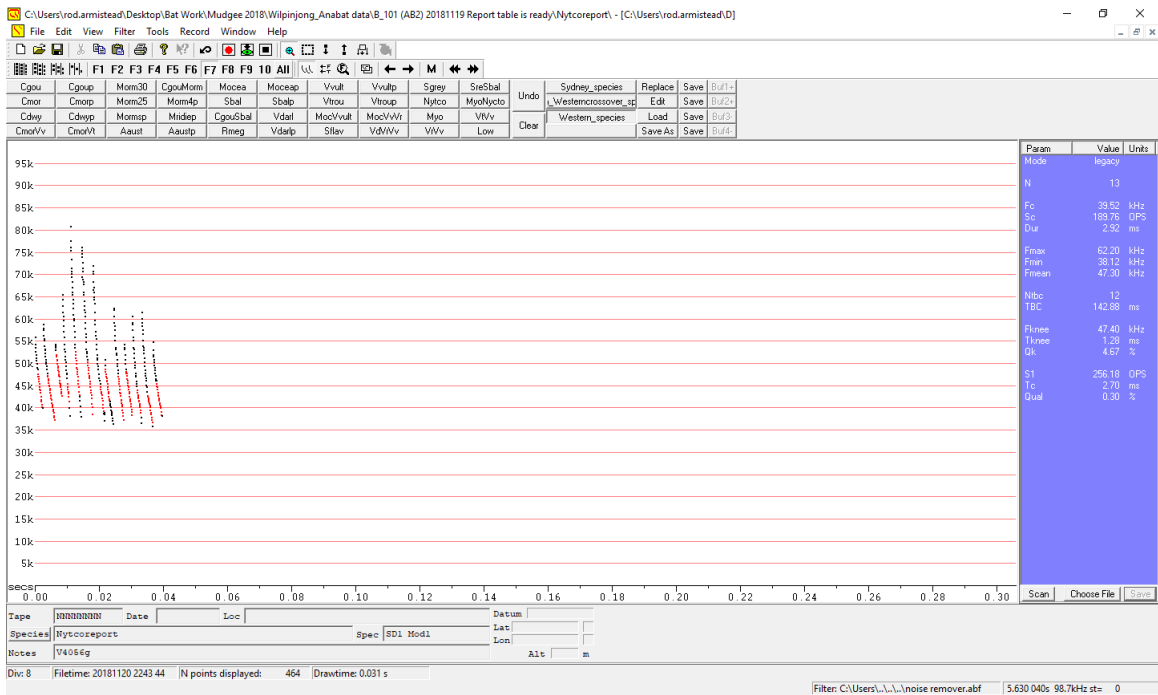 C:\Users\rod.armistead\Desktop\Bat Work\Mudgee 2018\Wilpinjong_Anabat data\B_101 (AB2) 20181119 Report table is ready\Nytcoreport\ - [C:\Users\rod.armistead\D]
File Edit View Filter Tools Record Window Help
F1 F2 F3 F4 F5 F6 F7 F8 F9 10 All M
Cgou Cgoup Morm30 CgouMorm Mocea Moceap Vvult Vvultp Sgrey SreSbal Undo Sydney_species Replace Save Buf1+
Cmor Cmorp Morm25 Morm4p Sbal Sbalp Vtrou Vtroup Nytco MyoNycto _Westerncrossover_sp Edit Save Buf2+
Cdwy Cdwyp Mormsp Mridiep CgouSbal Vdarl MocVvult MocVvVr Myo VfVv Clear Western_species Load Save Buf3-
CmorVv CmorVt Aaust Aaustp Rmeg Vdarlp Sflav VdVrVv VrVv Low Save As Save Buf4-
Param Value Units
Mode legacy
N 13
Fc 39.52 kHz
Sc 189.76 OPS
Dur 2.92 ms
Fmax 62.20 kHz
Fmin 38.12 kHz
Fmean 47.30 kHz
Ntbc 12
TBC 142.88 ms
Fknee 47.40 kHz
Tknee 1.28 ms
Qk 4.67 %
S1 256.18 OPS
Tc 2.70 ms
Qual 0.30 %
95k
90k
85k
80k
75k
70k
65k
60k
55k
50k
45k
40k
35k
30k
25k
20k
15k
10k
5k
secs
0.00 0.02 0.04 0.06 0.08 0.10 0.12 0.14 0.16 0.18 0.20 0.22 0.24 0.26 0.28 0.30
Scan Choose File Save
Tape NNNNNNNN Date Loc Datum
Species Nytcoreport Spec SD1 Mod1 Lat
Lon
Notes V4056g Alt m
Div: 8 Filetime: 20181120 2243 44 N points displayed: 464 Drawtime: 0.031 s
Filter: C:\Users\..\..\..\noise remover.abf 5.630 040s 98.7kHz st= 0